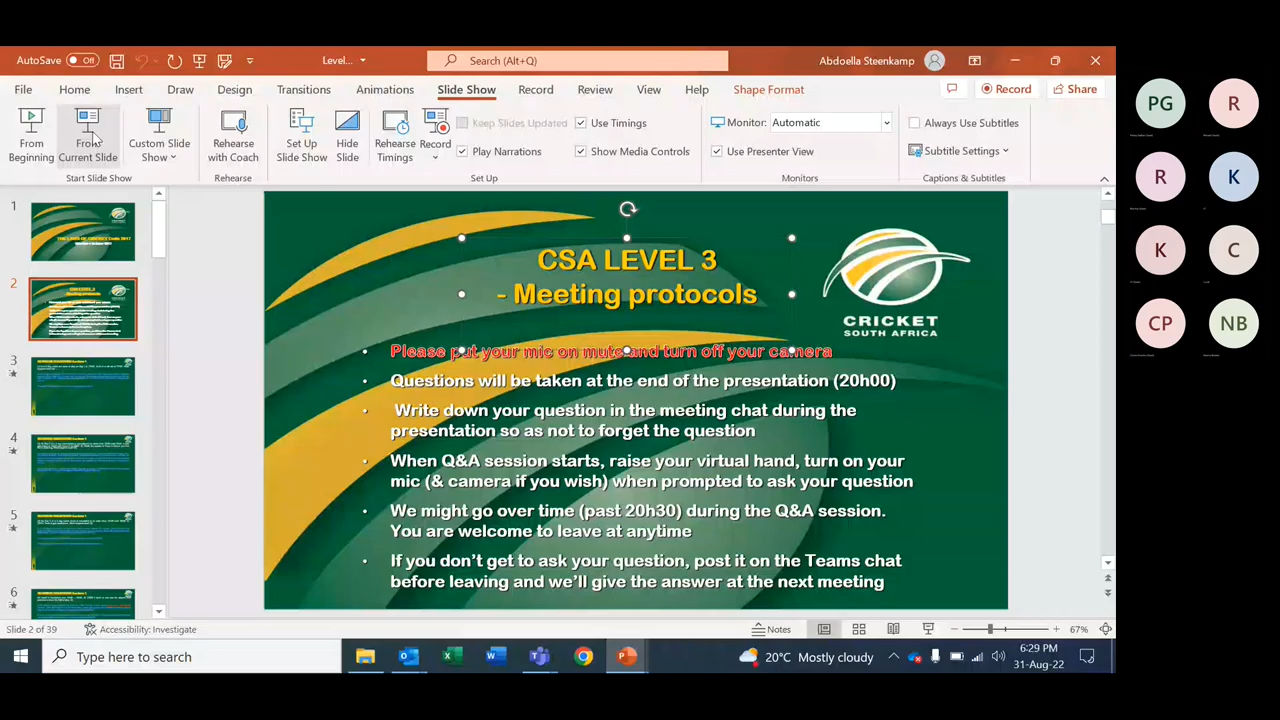 AutoSave Off
Level...
Search (Alt+Q)
Abdoella Steenkamp
File Home Insert Draw Design Transitions Animations Slide Show Record Review View Help Shape Format
Record
Share
From Beginning
From Current Slide
Custom Slide Show
Rehearse with Coach
Set Up Slide Show
Hide Slide
Rehearse Timings
Record
Keep Slides Updated
Play Narrations
Use Timings
Show Media Controls
Monitor: Automatic
Use Presenter View
Always Use Subtitles
Subtitle Settings
Start Slide Show
Rehearse
Set Up
Monitors
Captions & Subtitles
1
2
3
4
5
6
CSA LEVEL 3
- Meeting protocols
CRICKET
SOUTH AFRICA
• Please put your mic on mute and turn off your camera
• Questions will be taken at the end of the presentation (20h00)
• Write down your question in the meeting chat during the
presentation so as not to forget the question
• When Q&A session starts, raise your virtual hand, turn on your
mic (& camera if you wish) when prompted to ask your question
• We might go over time (past 20h30) during the Q&A session.
You are welcome to leave at anytime
• If you don't get to ask your question, post it on the Teams chat
before leaving and we'll give the answer at the next meeting
Slide 2 of 39
Accessibility: Investigate
Notes
67%
Type here to search
20°C Mostly cloudy
6:29 PM
31-Aug-22
PG
R
R
K
K
C
CP
NB